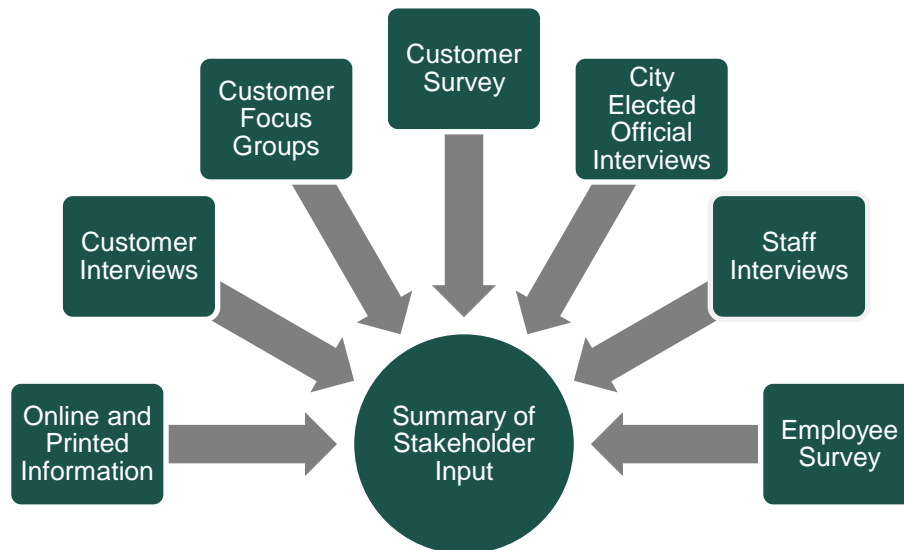 Customer
Survey
City
Elected
Official
Interviews
Customer
Focus
Groups
Customer
Interviews
Staff
Interviews
Online and
Printed
Information
Summary of
Stakeholder
Input
Employee
Survey